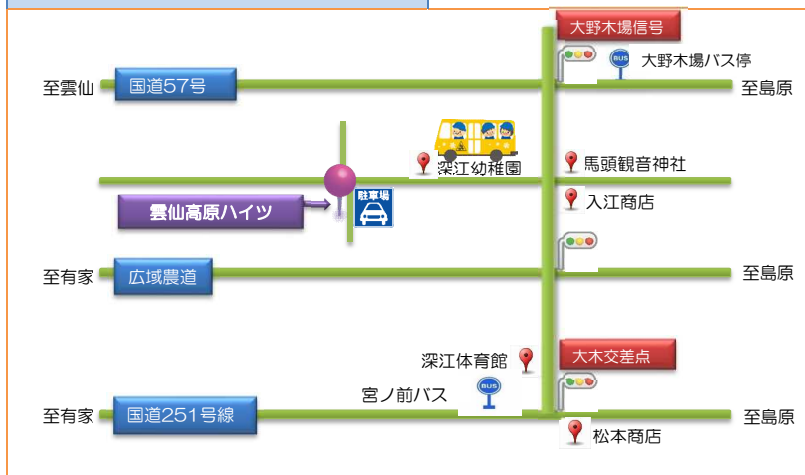 大野木場信号
BUS
大野木場バス停
至雲仙
国道57号
至島原
深江幼稚園
馬頭観音神社
駐車場
入江商店
雲仙高原ハイツ
至有家
広域農道
至島原
深江体育館
大木交差点
宮ノ前バス
BUS
至有家
国道251号線
至島原
松本商店